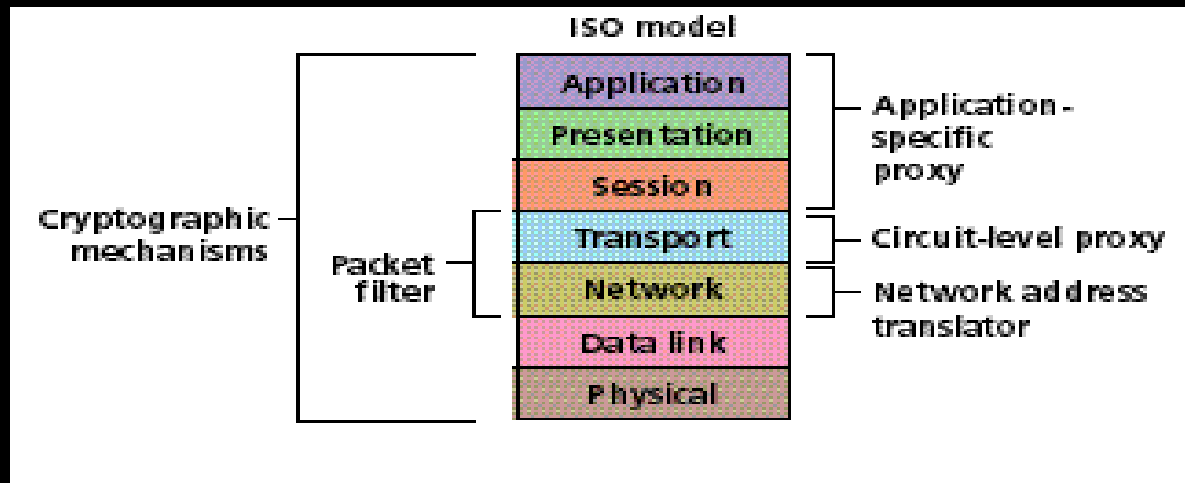 ISO model
Application
Presentation
Session
Transport
Network
Data link
Physical
Cryptographic
mechanisms
Packet
filter
Application-
specific
proxy
Circuit-level proxy
Network address
translator